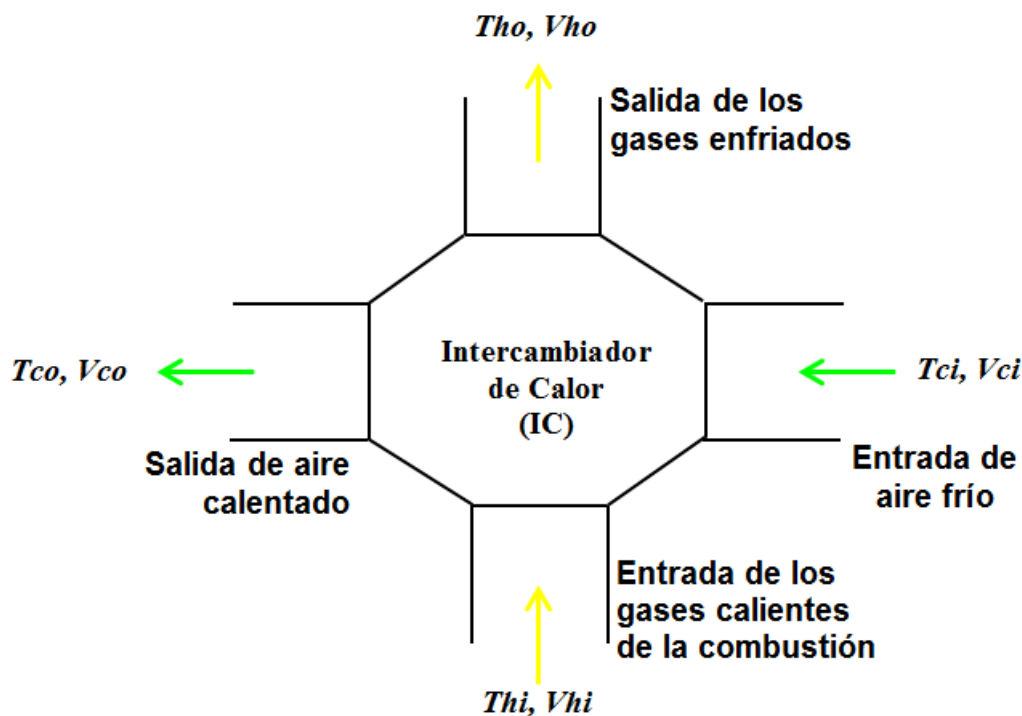 Tho, Vho
Salida de los
gases enfriados
Intercambiador
de Calor
(IC)
Tco, Vco
Tci, Vci
Salida de aire
calentado
Entrada de
aire frío
Entrada de los
gases calientes
de la combustión
Thi, Vhi